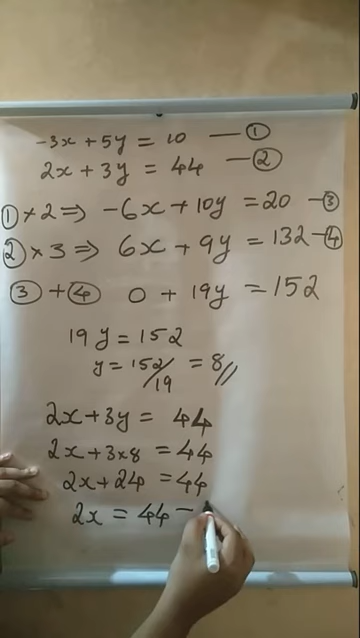 -3x + 5y = 10 — ①
2x + 3y = 44 — ②
① × 2 ⇒ -6x + 10y = 20 — ③
② × 3 ⇒ 6x + 9y = 132 — ④
③ + ④ 0 + 19y = 152
19y = 152
y = 152/19 = 8//
2x + 3y = 44
2x + 3x8 = 44
2x + 24 = 44
2x = 44 -